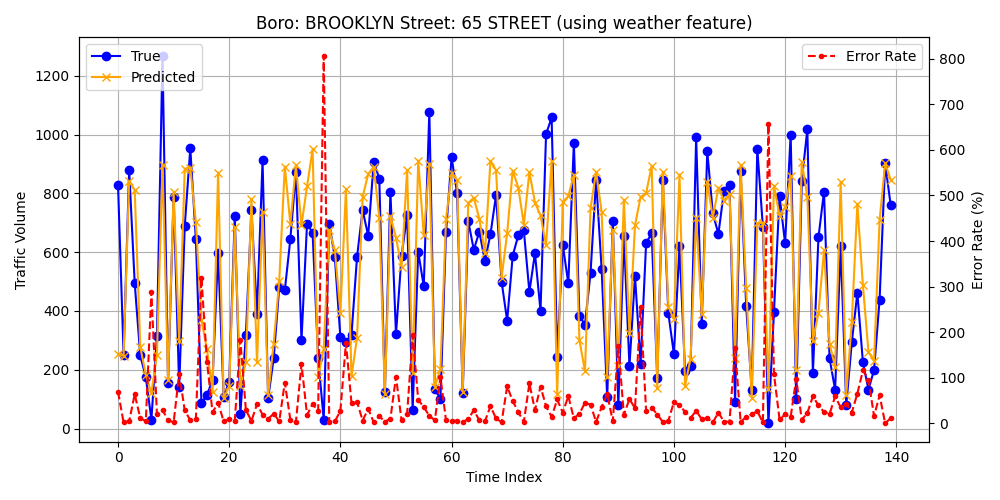 Boro: BROOKLYN Street: 65 STREET (using weather feature)
True
Predicted
Error Rate
Traffic Volume
1200
1000
800
600
400
200
0
800
700
600
500
400
300
200
100
0
Error Rate (%)
0 20 40 60 80 100 120 140
Time Index